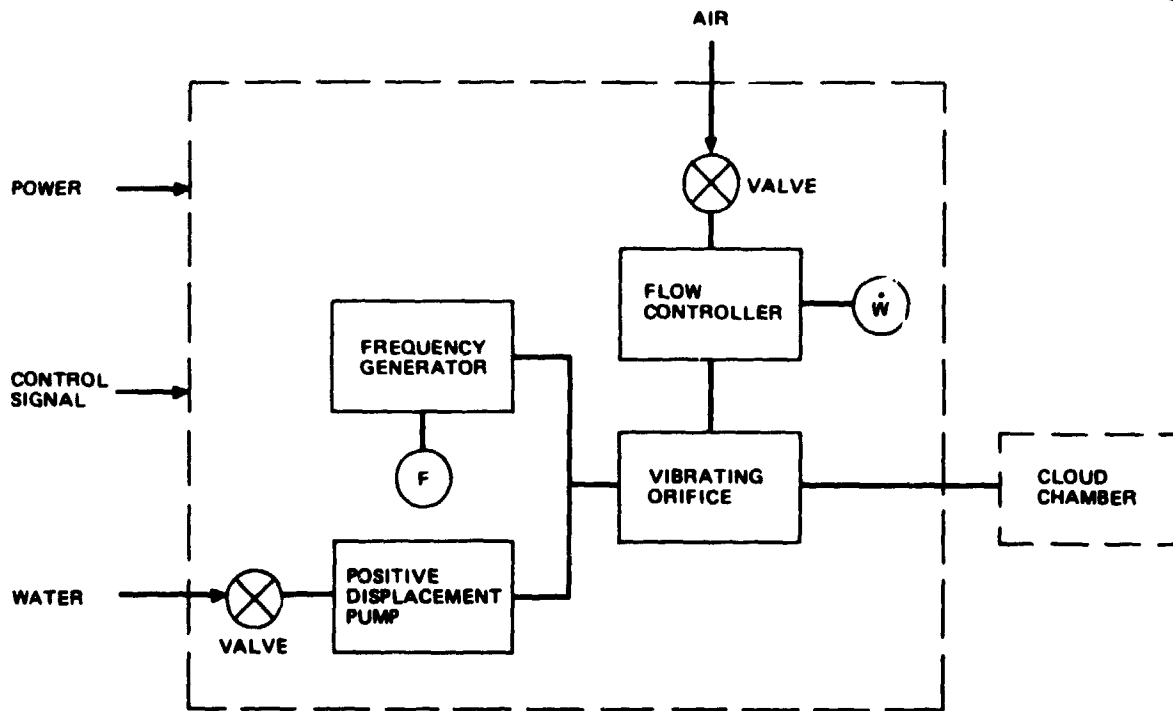 AIR
POWER
VALVE
FLOW
CONTROLLER
Ẇ
FREQUENCY
GENERATOR
CONTROL
SIGNAL
F
VIBRATING
ORIFICE
CLOUD
CHAMBER
WATER
VALVE
POSITIVE
DISPLACEMENT
PUMP